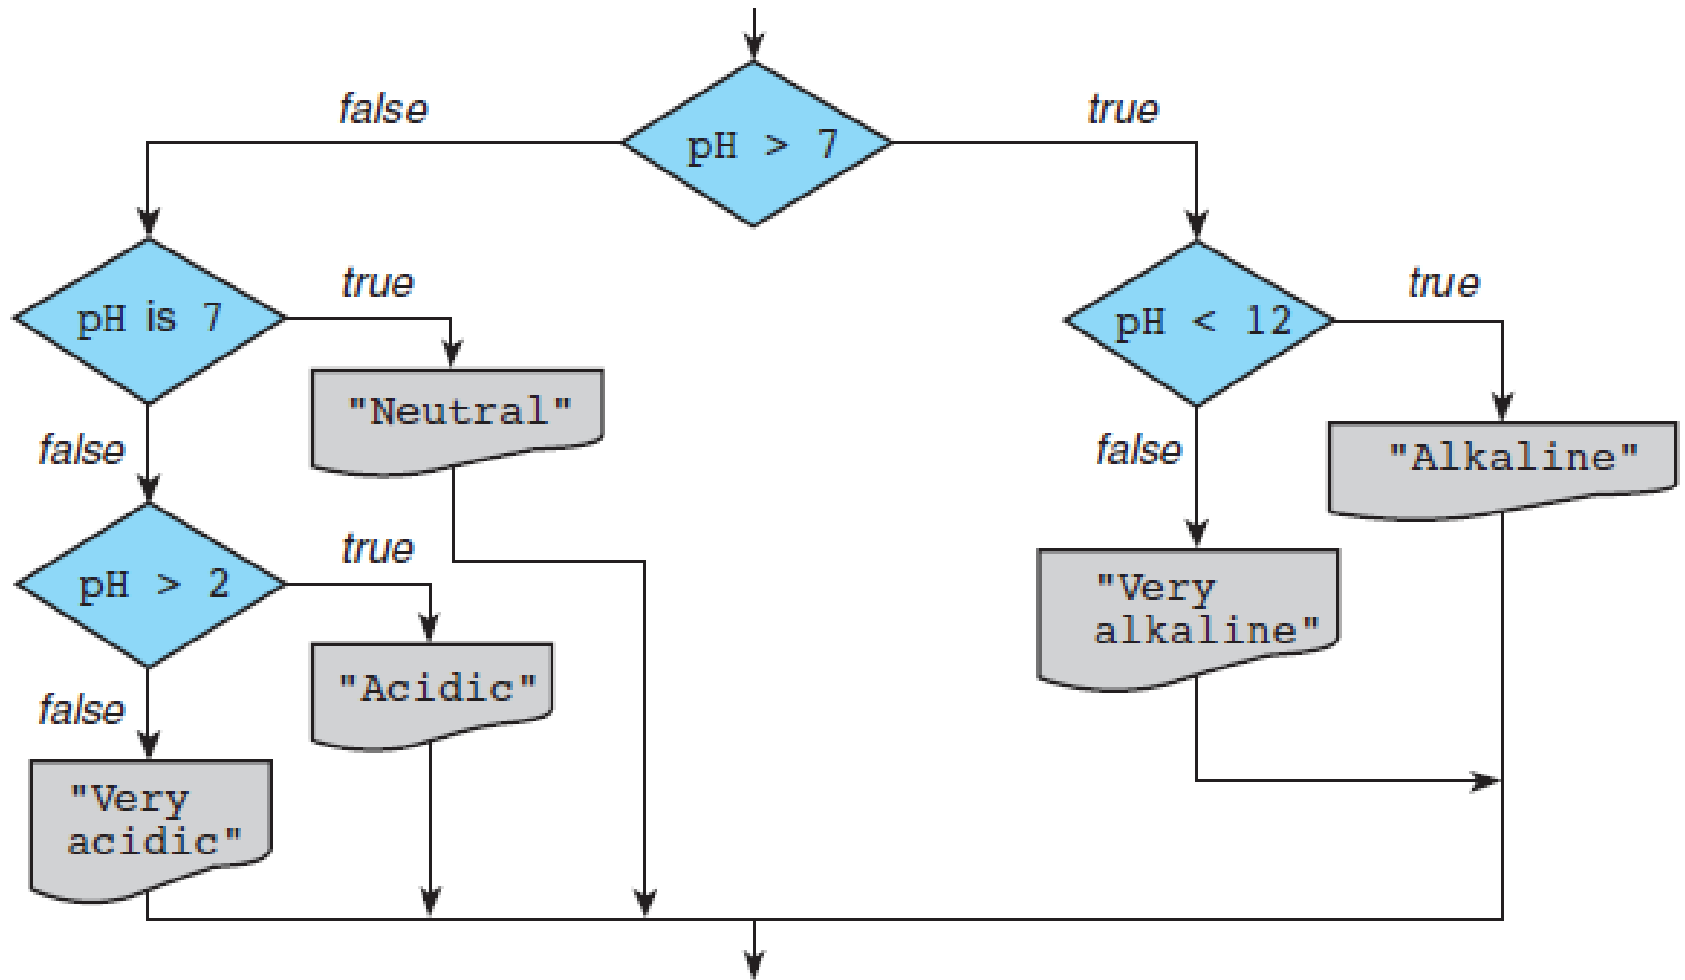 false
true
pH > 7
pH is 7
true
pH < 12
true
"Neutral"
false
false
"Alkaline"
pH > 2
true
"Very
alkaline"
"Acidic"
false
"Very
acidic"